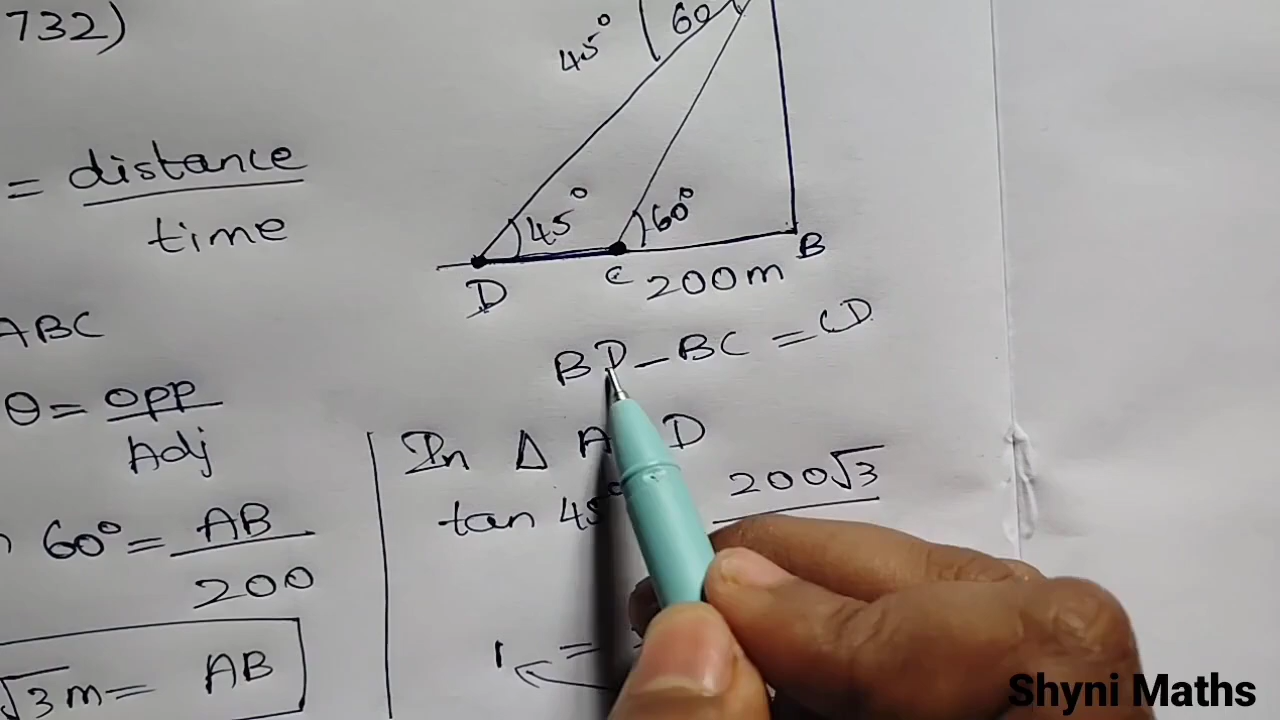 732)
45° 60
= distance
time
45° 60°
D C 200m B
BD - BC = CD
ABC
θ = opp
Adj
In Δ A D
tan 45° 200√3
60° = AB
200
1 =
√3 m = AB
Shyni Maths